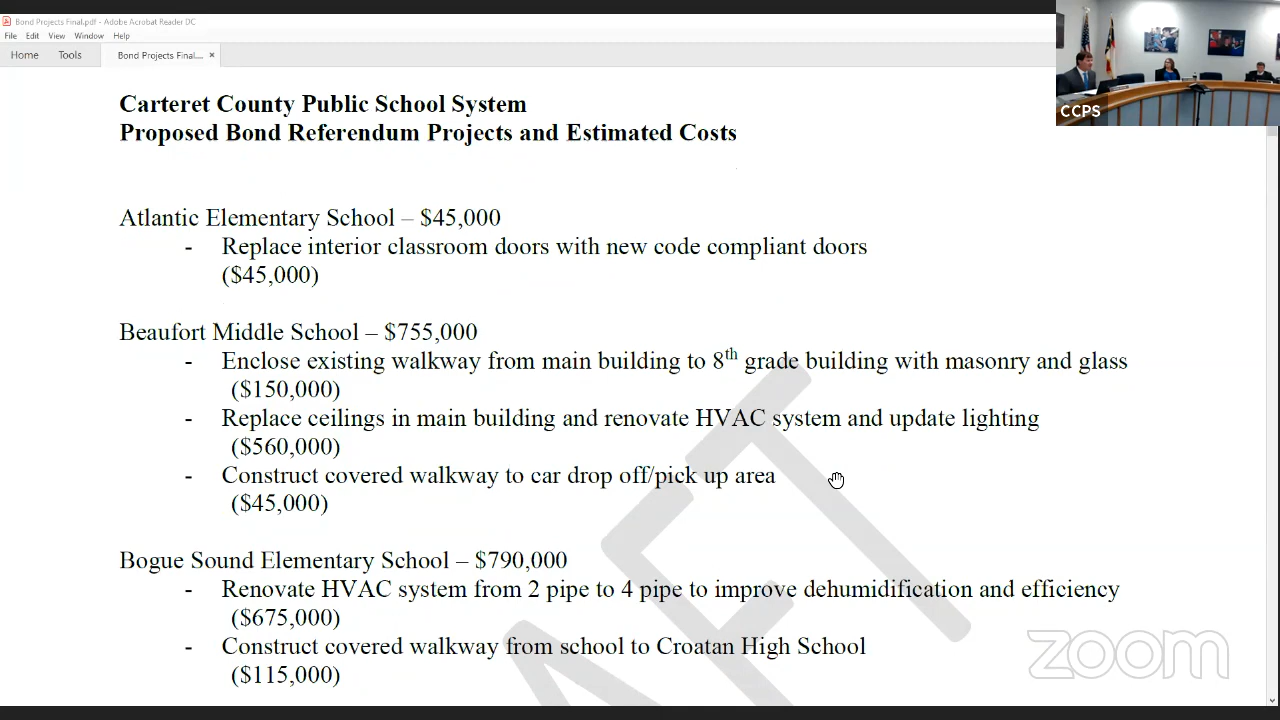 Bond Projects Final.pdf - Adobe Acrobat Reader DC
File Edit View Window Help
Home Tools Bond Projects Final.... ×
CCPS
Carteret County Public School System
Proposed Bond Referendum Projects and Estimated Costs
Atlantic Elementary School – $45,000
- Replace interior classroom doors with new code compliant doors
($45,000)
Beaufort Middle School – $755,000
- Enclose existing walkway from main building to 8th grade building with masonry and glass
($150,000)
- Replace ceilings in main building and renovate HVAC system and update lighting
($560,000)
- Construct covered walkway to car drop off/pick up area
($45,000)
Bogue Sound Elementary School – $790,000
- Renovate HVAC system from 2 pipe to 4 pipe to improve dehumidification and efficiency
($675,000)
- Construct covered walkway from school to Croatan High School
($115,000)
AFT
zoom